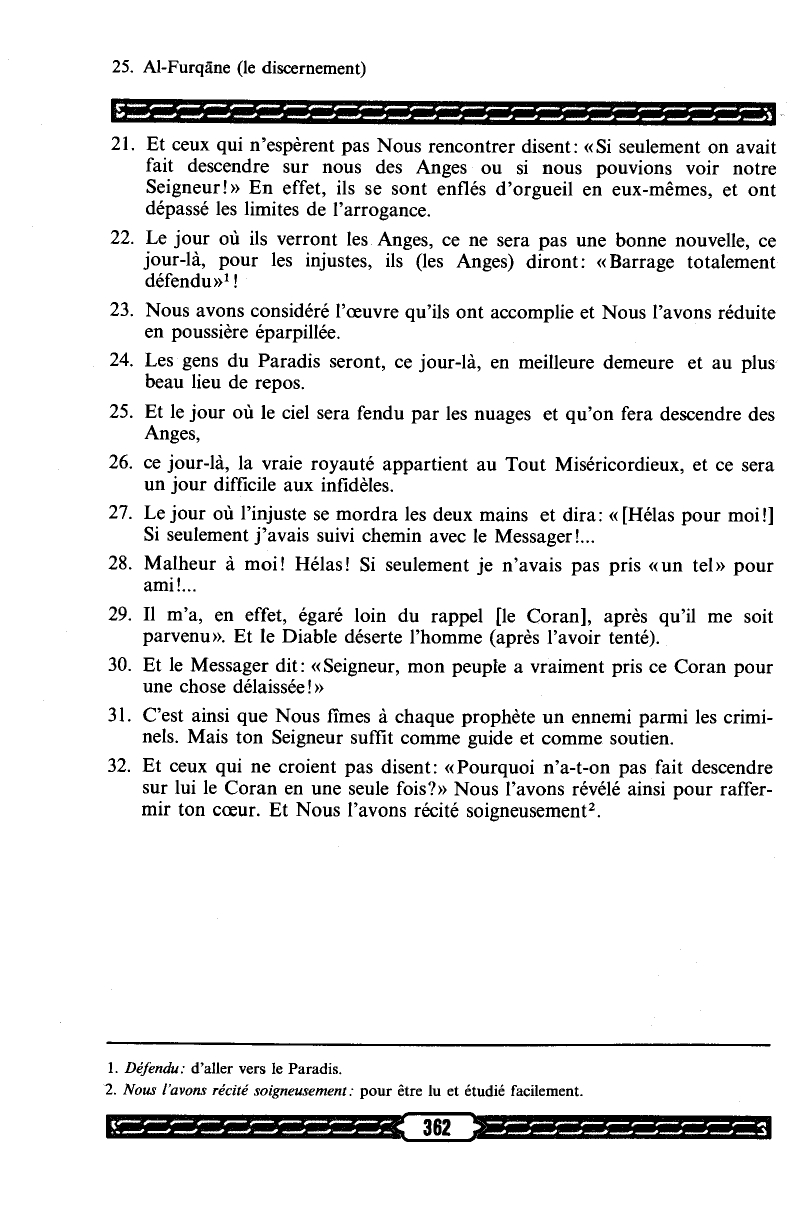 25. Al-Furqāne (le discernement)
21. Et ceux qui n'espèrent pas Nous rencontrer disent: «Si seulement on avait
fait descendre sur nous des Anges ou si nous pouvions voir notre
Seigneur!» En effet, ils se sont enflés d'orgueil en eux-mêmes, et ont
dépassé les limites de l'arrogance.
22. Le jour où ils verront les Anges, ce ne sera pas une bonne nouvelle, ce
jour-là, pour les injustes, ils (les Anges) diront: «Barrage totalement
défendu»¹!
23. Nous avons considéré l'œuvre qu'ils ont accomplie et Nous l'avons réduite
en poussière éparpillée.
24. Les gens du Paradis seront, ce jour-là, en meilleure demeure et au plus
beau lieu de repos.
25. Et le jour où le ciel sera fendu par les nuages et qu'on fera descendre des
Anges,
26. ce jour-là, la vraie royauté appartient au Tout Miséricordieux, et ce sera
un jour difficile aux infidèles.
27. Le jour où l'injuste se mordra les deux mains et dira: «[Hélas pour moi!]
Si seulement j'avais suivi chemin avec le Messager!...
28. Malheur à moi! Hélas! Si seulement je n'avais pas pris «un tel» pour
ami!...
29. Il m'a, en effet, égaré loin du rappel [le Coran], après qu'il me soit
parvenu». Et le Diable déserte l'homme (après l'avoir tenté).
30. Et le Messager dit: «Seigneur, mon peuple a vraiment pris ce Coran pour
une chose délaissée!»
31. C'est ainsi que Nous fîmes à chaque prophète un ennemi parmi les crimi-
nels. Mais ton Seigneur suffit comme guide et comme soutien.
32. Et ceux qui ne croient pas disent: «Pourquoi n'a-t-on pas fait descendre
sur lui le Coran en une seule fois?» Nous l'avons révélé ainsi pour raffer-
mir ton cœur. Et Nous l'avons récité soigneusement².
1. Défendu: d'aller vers le Paradis.
2. Nous l'avons récité soigneusement: pour être lu et étudié facilement.
362